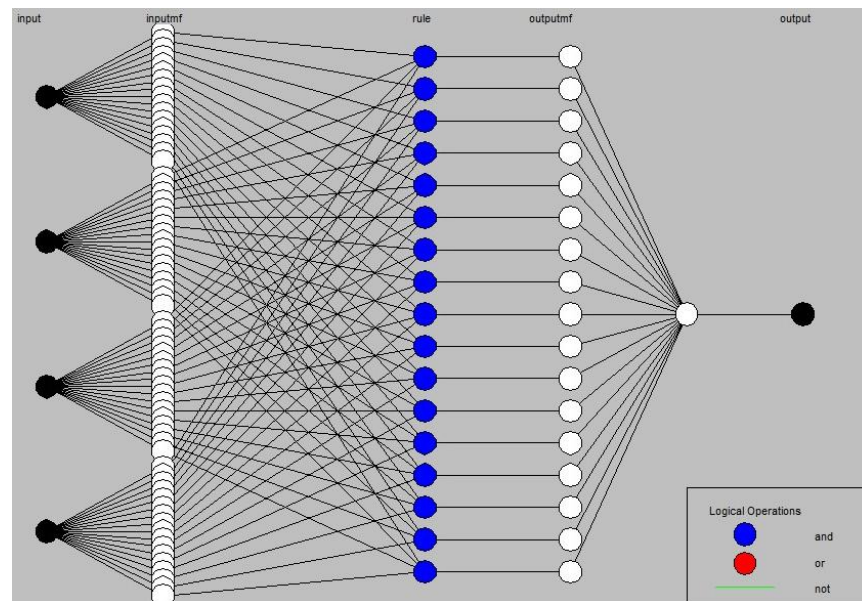 input
inputmf
rule
outputmf
output
Logical Operations
and
or
not